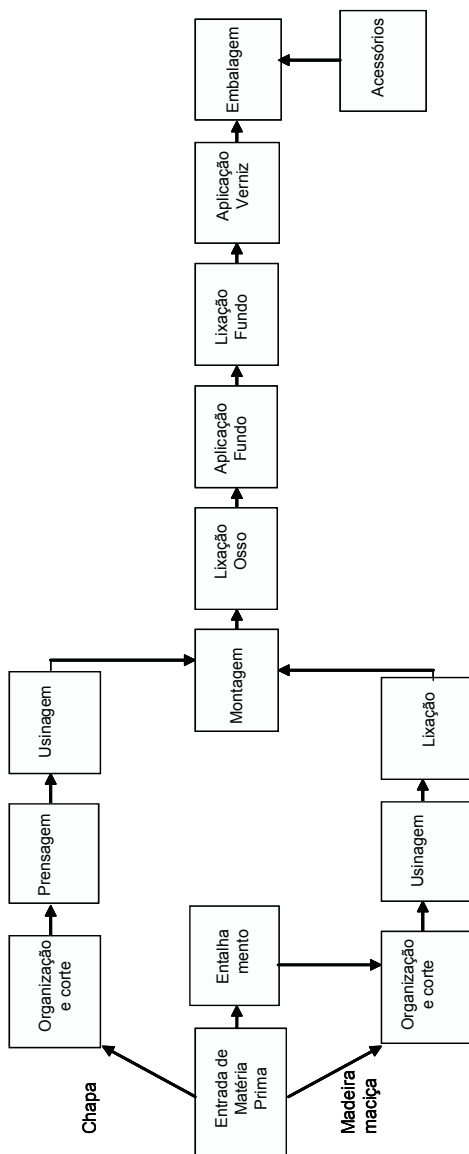 Chapa
Organização
e corte
Prensagem
Usinagem
Entrada de
Matéria
Prima
Entalha
mento
Montagem
Lixação
Osso
Aplicação
Fundo
Lixação
Fundo
Aplicação
Verniz
Embalagem
Madeira
maciça
Organização
e corte
Usinagem
Lixação
Acessórios